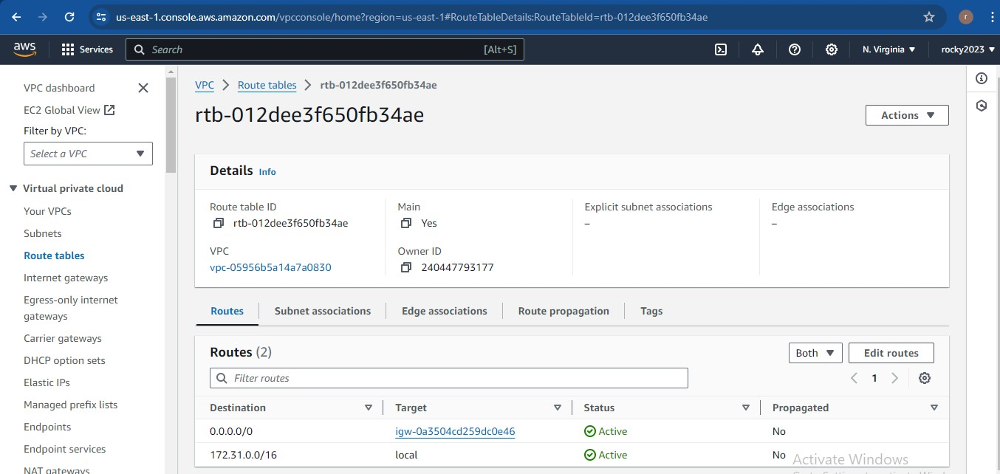 us-east-1.console.aws.amazon.com/vpcconsole/home?region=us-east-1#RouteTableDetails:RouteTableId=rtb-012dee3f650fb34ae
r
aws
Services
Search
[Alt+S]
N. Virginia
rocky2023
VPC dashboard
EC2 Global View
Filter by VPC:
Select a VPC
Virtual private cloud
Your VPCs
Subnets
Route tables
Internet gateways
Egress-only internet
gateways
Carrier gateways
DHCP option sets
Elastic IPs
Managed prefix lists
Endpoints
Endpoint services
NAT gateways
VPC
Route tables
rtb-012dee3f650fb34ae
rtb-012dee3f650fb34ae
Actions
Details Info
Route table ID
rtb-012dee3f650fb34ae
Main
Yes
Explicit subnet associations
–
Edge associations
–
VPC
vpc-05956b5a14a7a0830
Owner ID
240447793177
Routes
Subnet associations
Edge associations
Route propagation
Tags
Routes (2)
Both
Edit routes
Filter routes
1
Destination Target Status Propagated
0.0.0.0/0 igw-0a3504cd259dc0e46 Active No
172.31.0.0/16 local Active No
Activate Windows